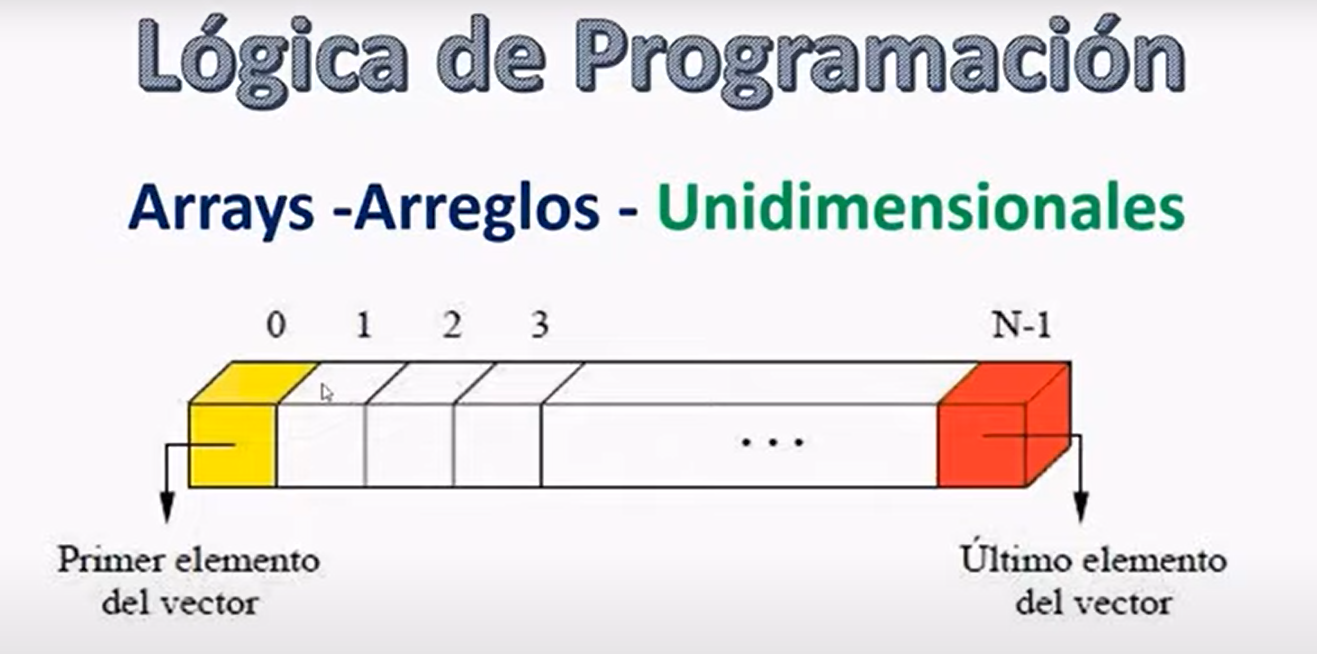 Lógica de Programación
Arrays -Arreglos - Unidimensionales
0 1 2 3 N-1
...
Primer elemento
del vector
Último elemento
del vector